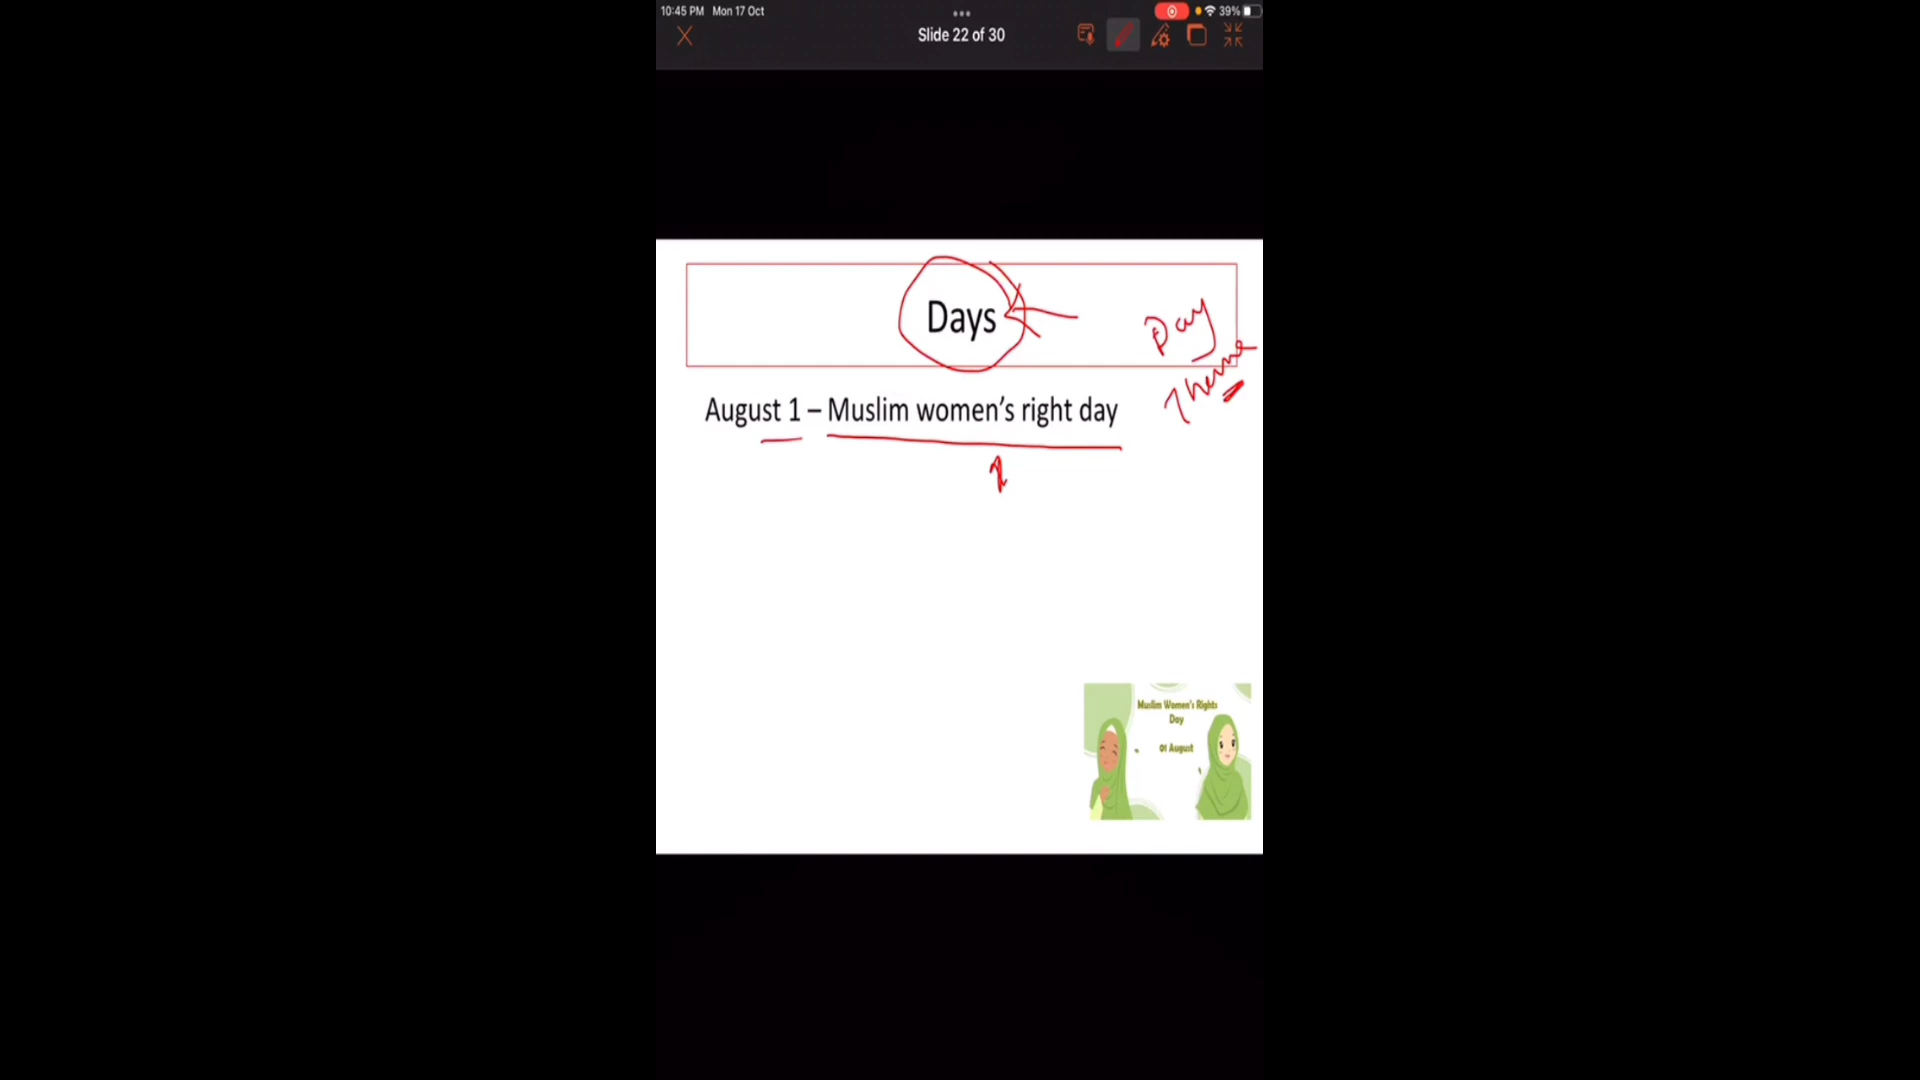 10:45 PM Mon 17 Oct
39%
Slide 22 of 30
Days
Day
Theme
August 1 – Muslim women's right day
Muslim Women's Rights
Day
01 August